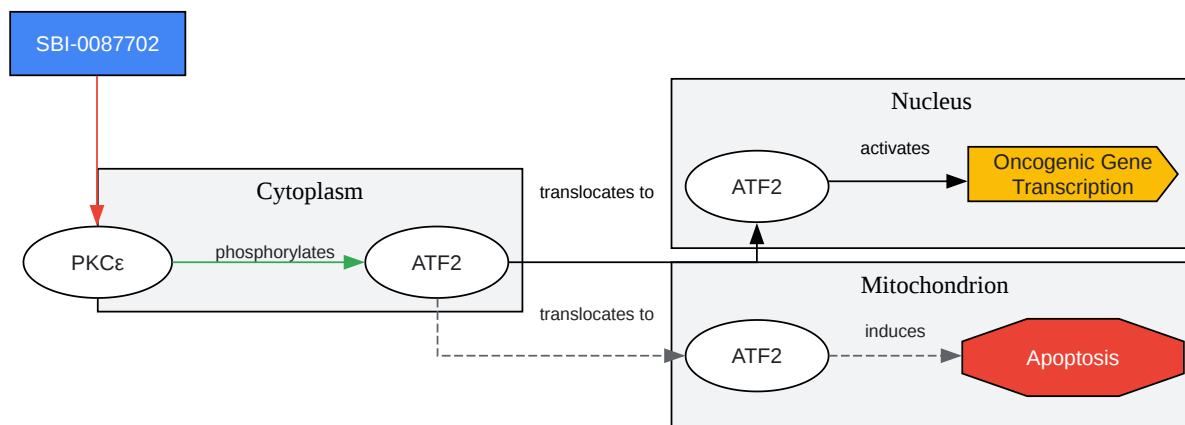 SBI-0087702
Nucleus
activates
ATF2
Oncogenic Gene
Transcription
Cytoplasm
translocates to
PKCε
phosphorylates
ATF2
Mitochondrion
translocates to
ATF2
induces
Apoptosis